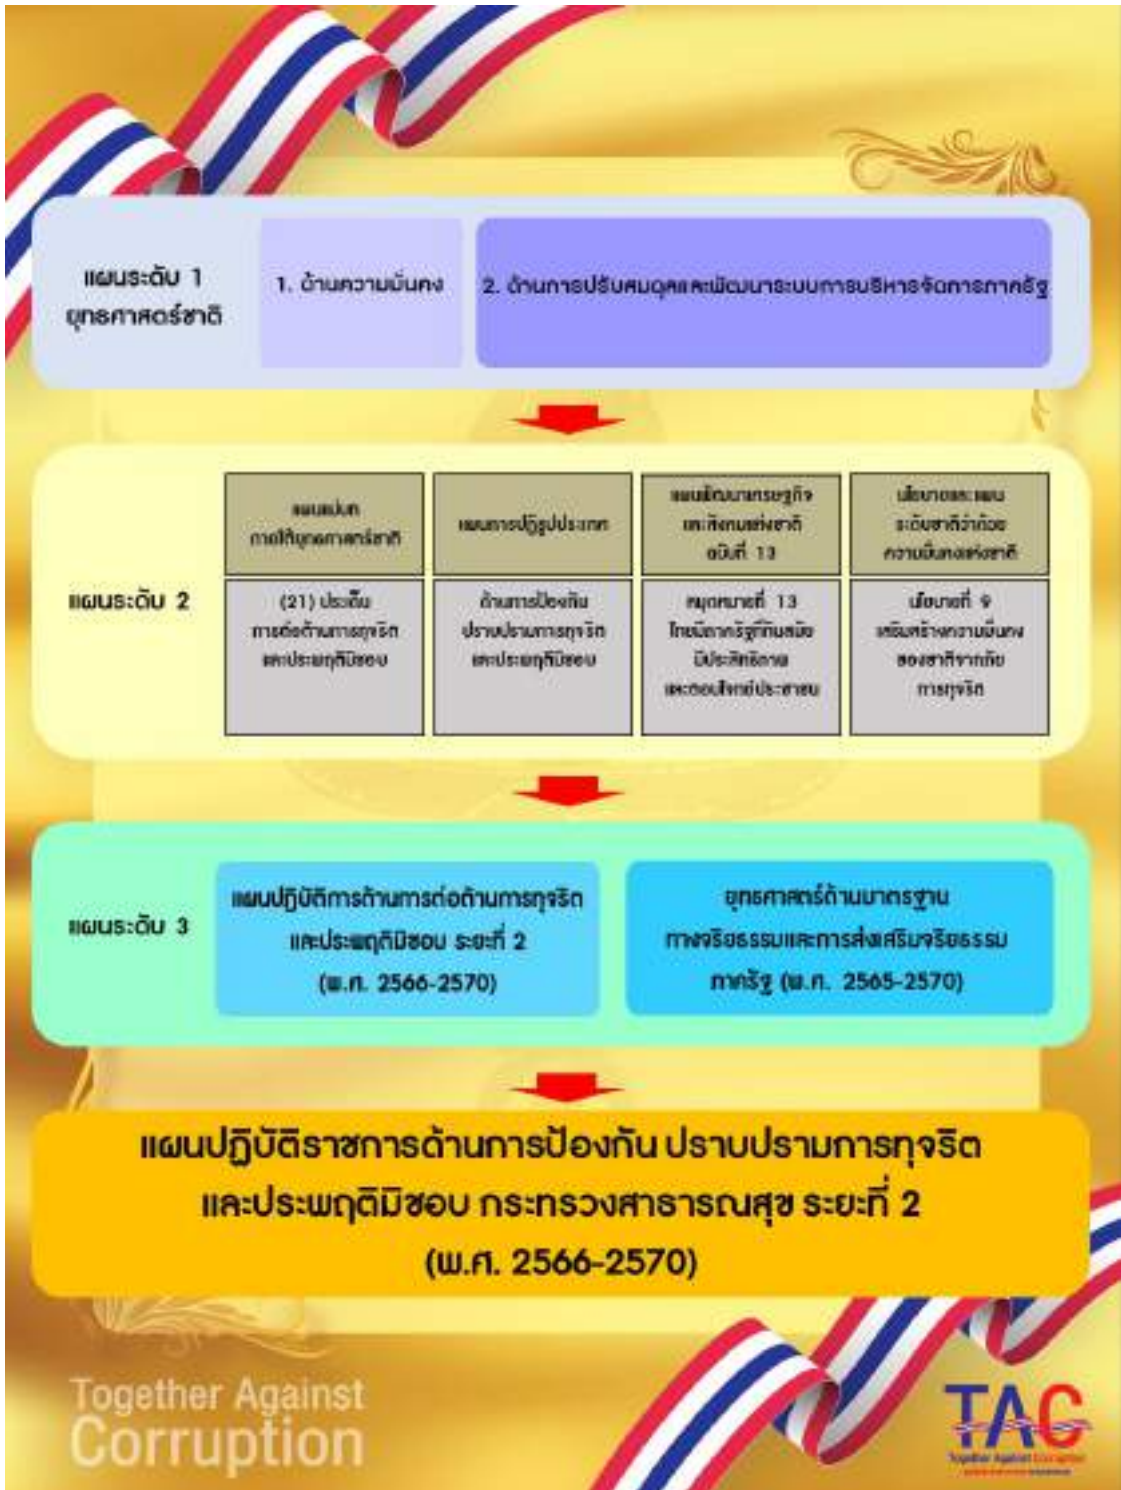 แผนระดับ 1
ยุทธศาสตร์ชาติ
1. ด้านความมั่นคง
2. ด้านการปรับสมดุลและพัฒนาระบบการบริหารจัดการภาครัฐ
แผนระดับ 2
แผนแม่บท
ภายใต้ยุทธศาสตร์ชาติ
แผนการปฏิรูปประเทศ
แผนพัฒนาเศรษฐกิจ
และสังคมแห่งชาติ
ฉบับที่ 13
นโยบายและแผน
ระดับชาติว่าด้วย
ความมั่นคงแห่งชาติ
(21) ประเด็น
การต่อต้านการทุจริต
และประพฤติมิชอบ
ด้านการป้องกัน
ปราบปรามการทุจริต
และประพฤติมิชอบ
หมุดหมายที่ 13
ไทยมีภาครัฐที่ทันสมัย
มีประสิทธิภาพ
และตอบโจทย์ประชาชน
นโยบายที่ 9
เสริมสร้างความมั่นคง
ของชาติจากภัย
การทุจริต
แผนระดับ 3
แผนปฏิบัติการด้านการต่อต้านการทุจริต
และประพฤติมิชอบ ระยะที่ 2
(พ.ศ. 2566-2570)
ยุทธศาสตร์ด้านมาตรฐาน
ทางจริยธรรมและการส่งเสริมจริยธรรม
ภาครัฐ (พ.ศ. 2565-2570)
แผนปฏิบัติราชการด้านการป้องกัน ปราบปรามการทุจริต
และประพฤติมิชอบ กระทรวงสาธารณสุข ระยะที่ 2
(พ.ศ. 2566-2570)
Together Against
Corruption
TAC
Together Against Corruption